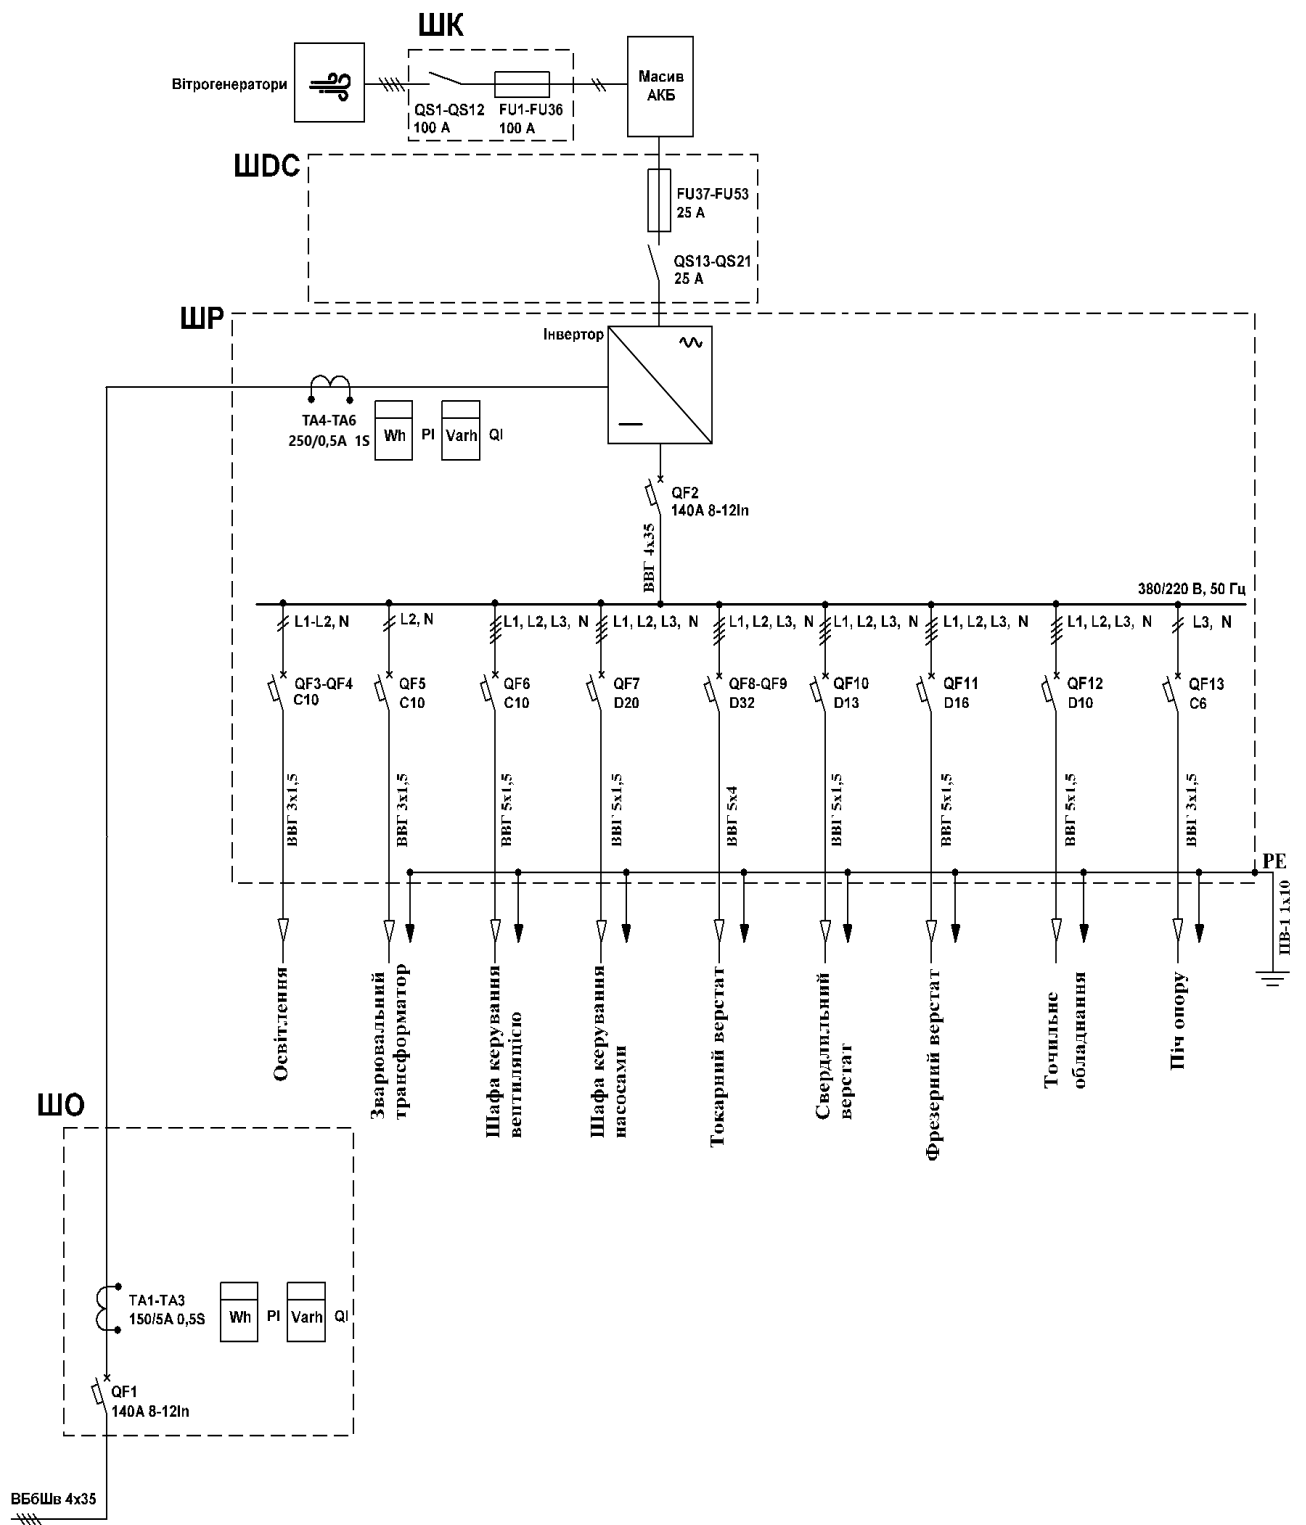 ШК
Вітрогенератори
QS1-QS12
100 А
FU1-FU36
100 А
Масив
АКБ
ШDC
FU37-FU53
25 А
QS13-QS21
25 А
ШР
Інвертор
ТА4-ТА6
250/0,5А 1S
Wh
PI
Varh
QI
QF2
140А 8-12In
ВВГ 4х35
380/220 В, 50 Гц
L1-L2, N
L2, N
L1, L2, L3, N
L1, L2, L3, N
L1, L2, L3, N
L1, L2, L3, N
L1, L2, L3, N
L1, L2, L3, N
L3, N
QF3-QF4
C10
QF5
C10
QF6
C10
QF7
D20
QF8-QF9
D32
QF10
D13
QF11
D16
QF12
D10
QF13
C6
ВВГ 3х1,5
ВВГ 3х1,5
ВВГ 5х1,5
ВВГ 5х1,5
ВВГ 5х4
ВВГ 5х1,5
ВВГ 5х1,5
ВВГ 5х1,5
ВВГ 3х1,5
PE
ПВ-1 1х10
Освітлення
Зварювальний
трансформатор
Шафа керування
вептиляцією
Шафа керування
насосами
Токарний верстат
Свердлильний
верстат
Фрезерний верстат
Точильне
обладнання
Піч опору
ШО
ТА1-ТА3
150/5А 0,5S
Wh
PI
Varh
QI
QF1
140А 8-12In
ВБбШв 4х35